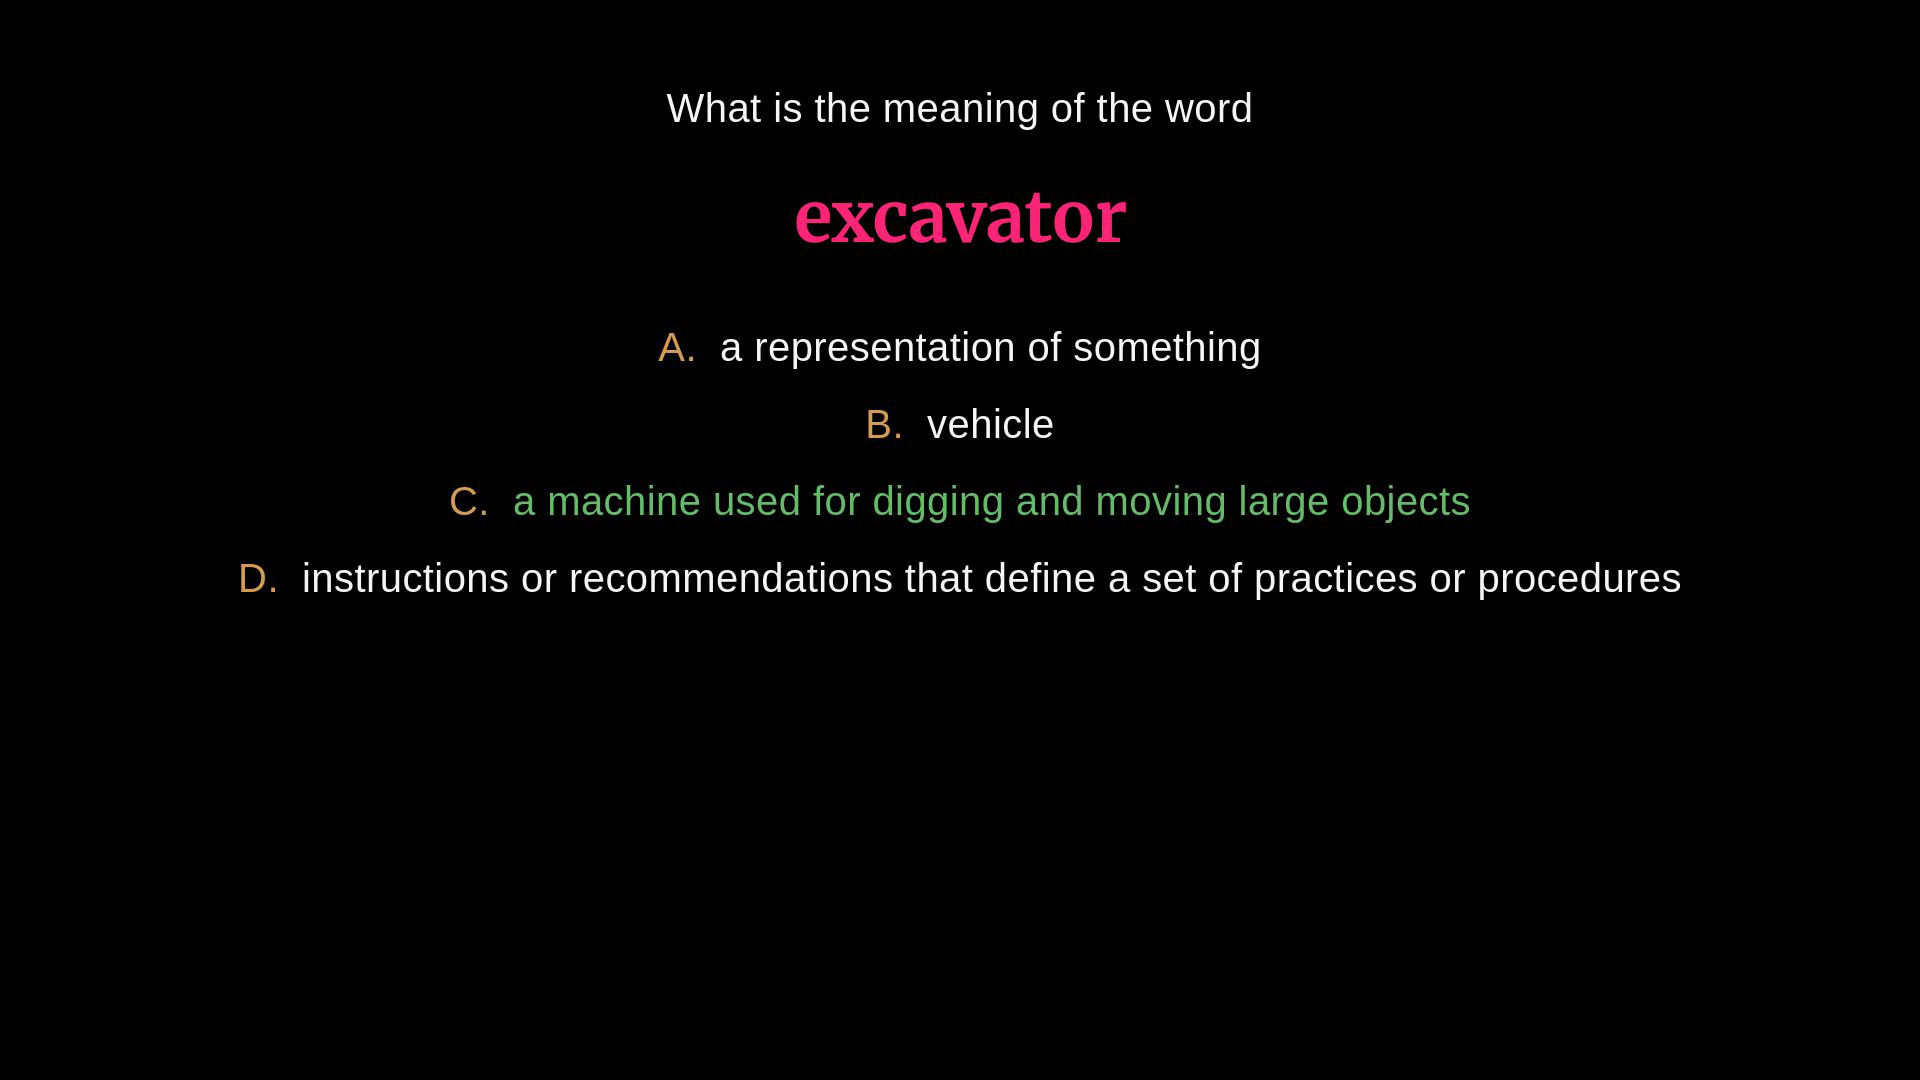 What is the meaning of the word
excavator
A. a representation of something
B. vehicle
C. a machine used for digging and moving large objects
D. instructions or recommendations that define a set of practices or procedures